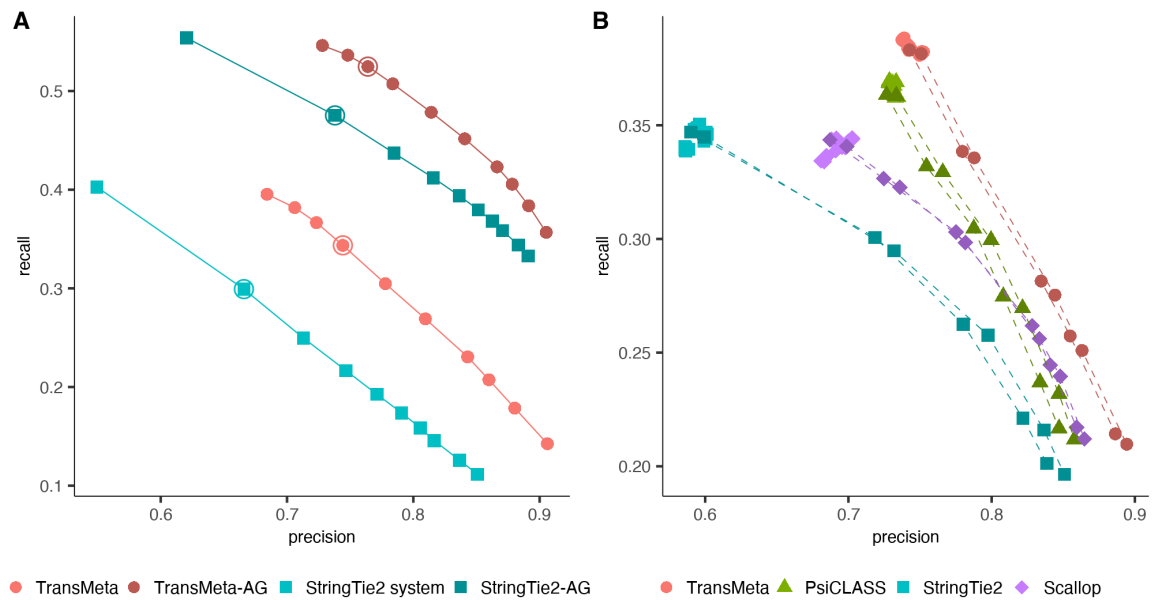 A
B
0.5
0.4
0.3
0.2
0.1
recall
0.6 0.7 0.8 0.9
precision
TransMeta TransMeta-AG StringTie2 system StringTie2-AG
0.35
0.30
0.25
0.20
recall
0.6 0.7 0.8 0.9
precision
TransMeta PsiCLASS StringTie2 Scallop